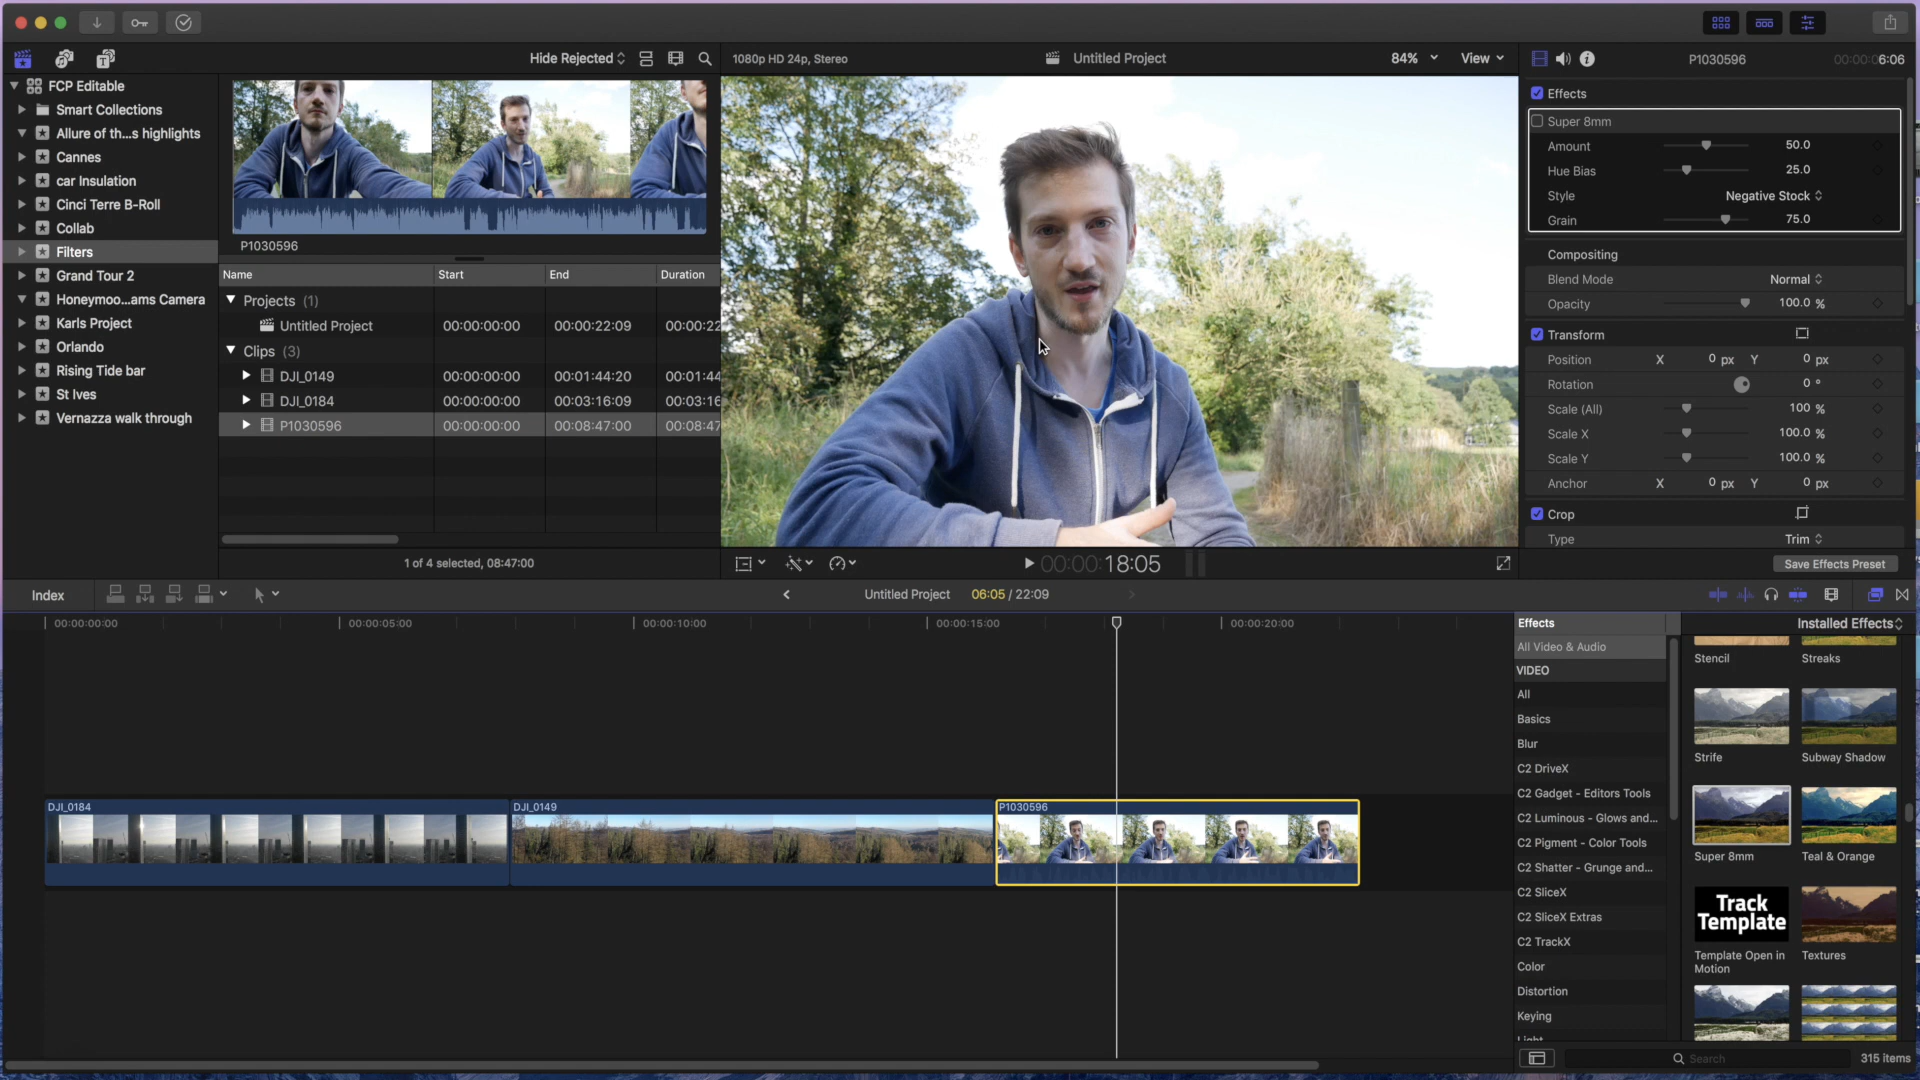 Hide Rejected
1080p HD 24p, Stereo
Untitled Project
84%
View
P1030596
00:00:06:06
FCP Editable
Smart Collections
Allure of th...s highlights
Cannes
car Insulation
Cinci Terre B-Roll
Collab
Filters
Grand Tour 2
Honeymoo...ams Camera
Karls Project
Orlando
Rising Tide bar
St Ives
Vernazza walk through
P1030596
Name Start End Duration
Projects (1)
Untitled Project 00:00:00:00 00:00:22:09 00:00:22
Clips (3)
DJI_0149 00:00:00:00 00:01:44:20 00:01:44
DJI_0184 00:00:00:00 00:03:16:09 00:03:16
P1030596 00:00:00:00 00:08:47:00 00:08:47
1 of 4 selected, 08:47:00
00:00:18:05
Effects
Super 8mm
Amount 50.0
Hue Bias 25.0
Style Negative Stock
Grain 75.0
Compositing
Blend Mode Normal
Opacity 100.0 %
Transform
Position X 0 px Y 0 px
Rotation 0 °
Scale (All) 100 %
Scale X 100.0 %
Scale Y 100.0 %
Anchor X 0 px Y 0 px
Crop
Type Trim
Save Effects Preset
Index
Untitled Project 06:05 / 22:09
00:00:00:00 00:00:05:00 00:00:10:00 00:00:15:00 00:00:20:00
DJI_0184
DJI_0149
P1030596
Effects
Installed Effects
All Video & Audio
VIDEO
All
Basics
Blur
C2 DriveX
C2 Gadget - Editors Tools
C2 Luminous - Glows and...
C2 Pigment - Color Tools
C2 Shatter - Grunge and...
C2 SliceX
C2 SliceX Extras
C2 TrackX
Color
Distortion
Keying
Light
Stencil
Streaks
Strife
Subway Shadow
Super 8mm
Teal & Orange
Track
Template
Template Open in
Motion
Textures
Search
315 items